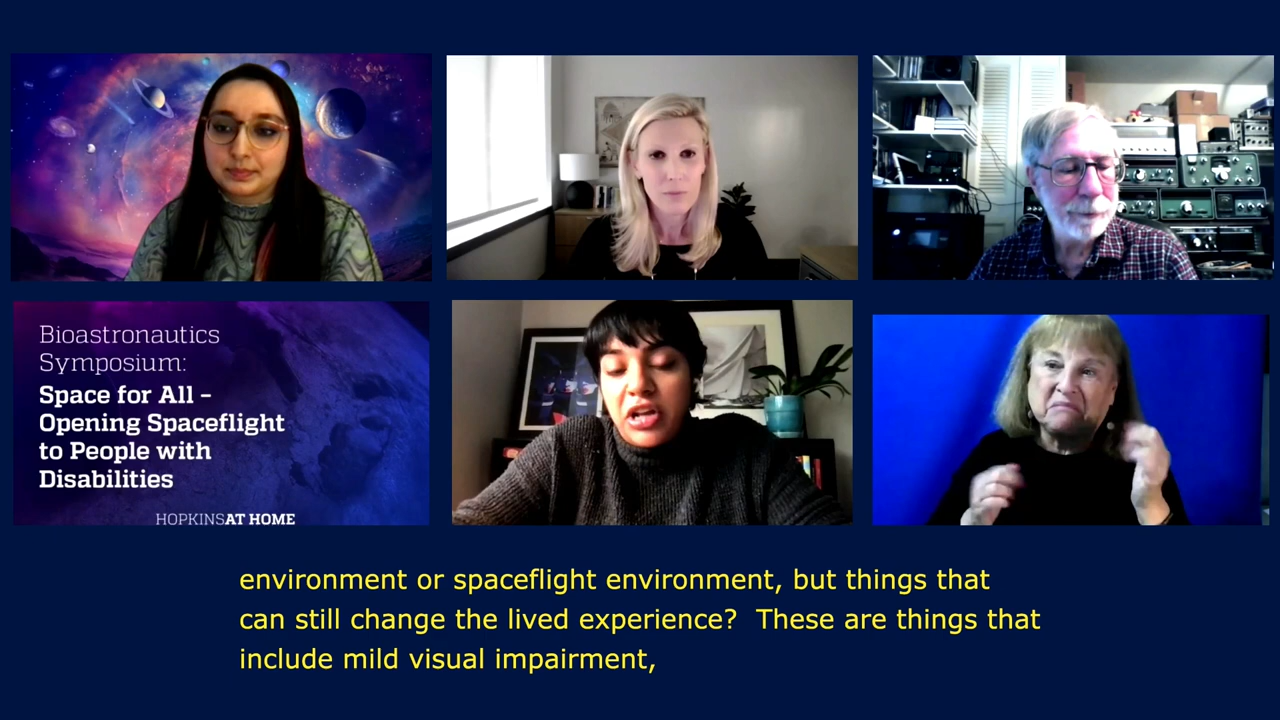 Bioastronautics
Symposium:
Space for All –
Opening Spaceflight
to People with
Disabilities
HOPKINSAT HOME
environment or spaceflight environment, but things that
can still change the lived experience?  These are things that
include mild visual impairment,